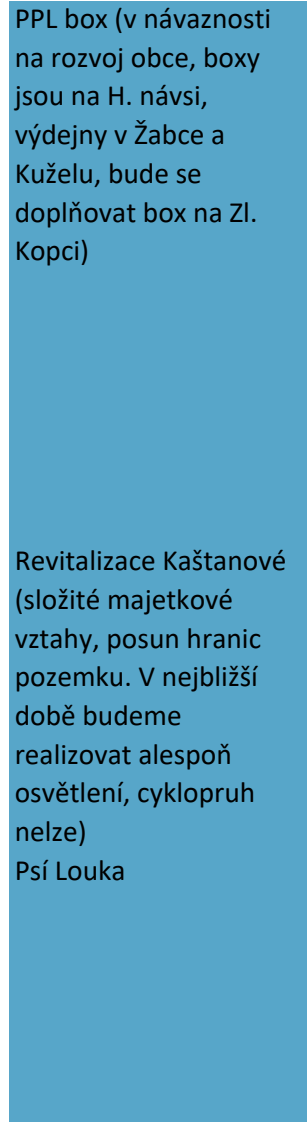 PPL box (v návaznosti
na rozvoj obce, boxy
jsou na H. návsi,
výdejny v Žabce a
Kuželu, bude se
doplňovat box na Zl.
Kopci)
Revitalizace Kaštanové
(složité majetkové
vztahy, posun hranic
pozemku. V nejbližší
době budeme
realizovat alespoň
osvětlení, cyklopruh
nelze)
Psí Louka